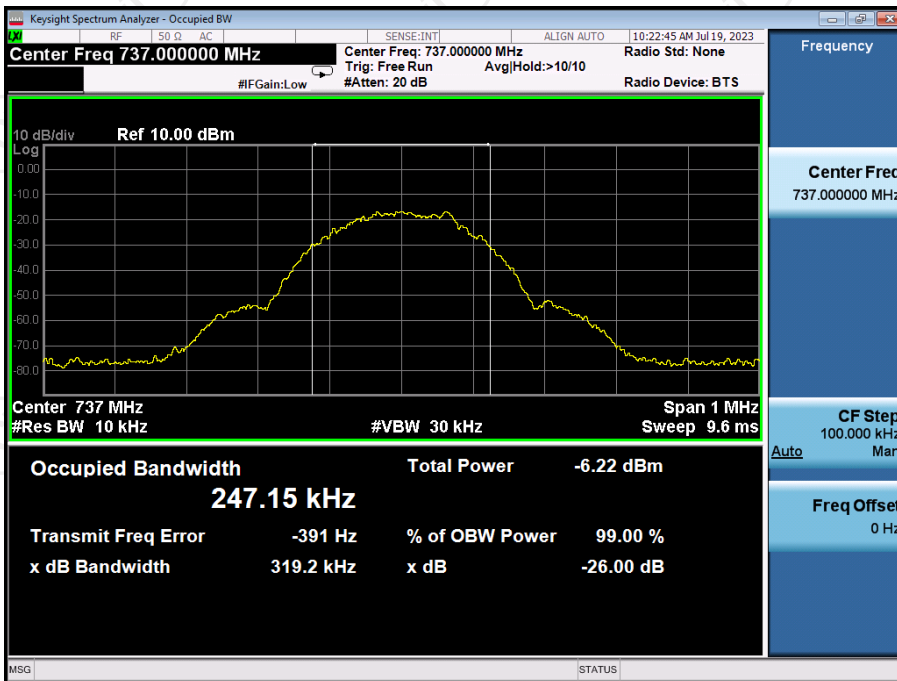 Keysight Spectrum Analyzer - Occupied BW
LXI RF 50 Ω AC SENSE:INT ALIGN AUTO 10:22:45 AM Jul 19, 2023
Center Freq 737.000000 MHz
Center Freq: 737.000000 MHz Radio Std: None
Trig: Free Run Avg|Hold:>10/10
#IFGain:Low #Atten: 20 dB Radio Device: BTS
Frequency
10 dB/div Ref 10.00 dBm
Log
0.00
-10.0
-20.0
-30.0
-40.0
-50.0
-60.0
-70.0
-80.0
Center 737 MHz Span 1 MHz
#Res BW 10 kHz #VBW 30 kHz Sweep 9.6 ms
Center Freq
737.000000 MHz
CF Step
100.000 kHz
Auto Man
Freq Offset
0 Hz
Occupied Bandwidth Total Power -6.22 dBm
247.15 kHz
Transmit Freq Error -391 Hz % of OBW Power 99.00 %
x dB Bandwidth 319.2 kHz x dB -26.00 dB
MSG STATUS